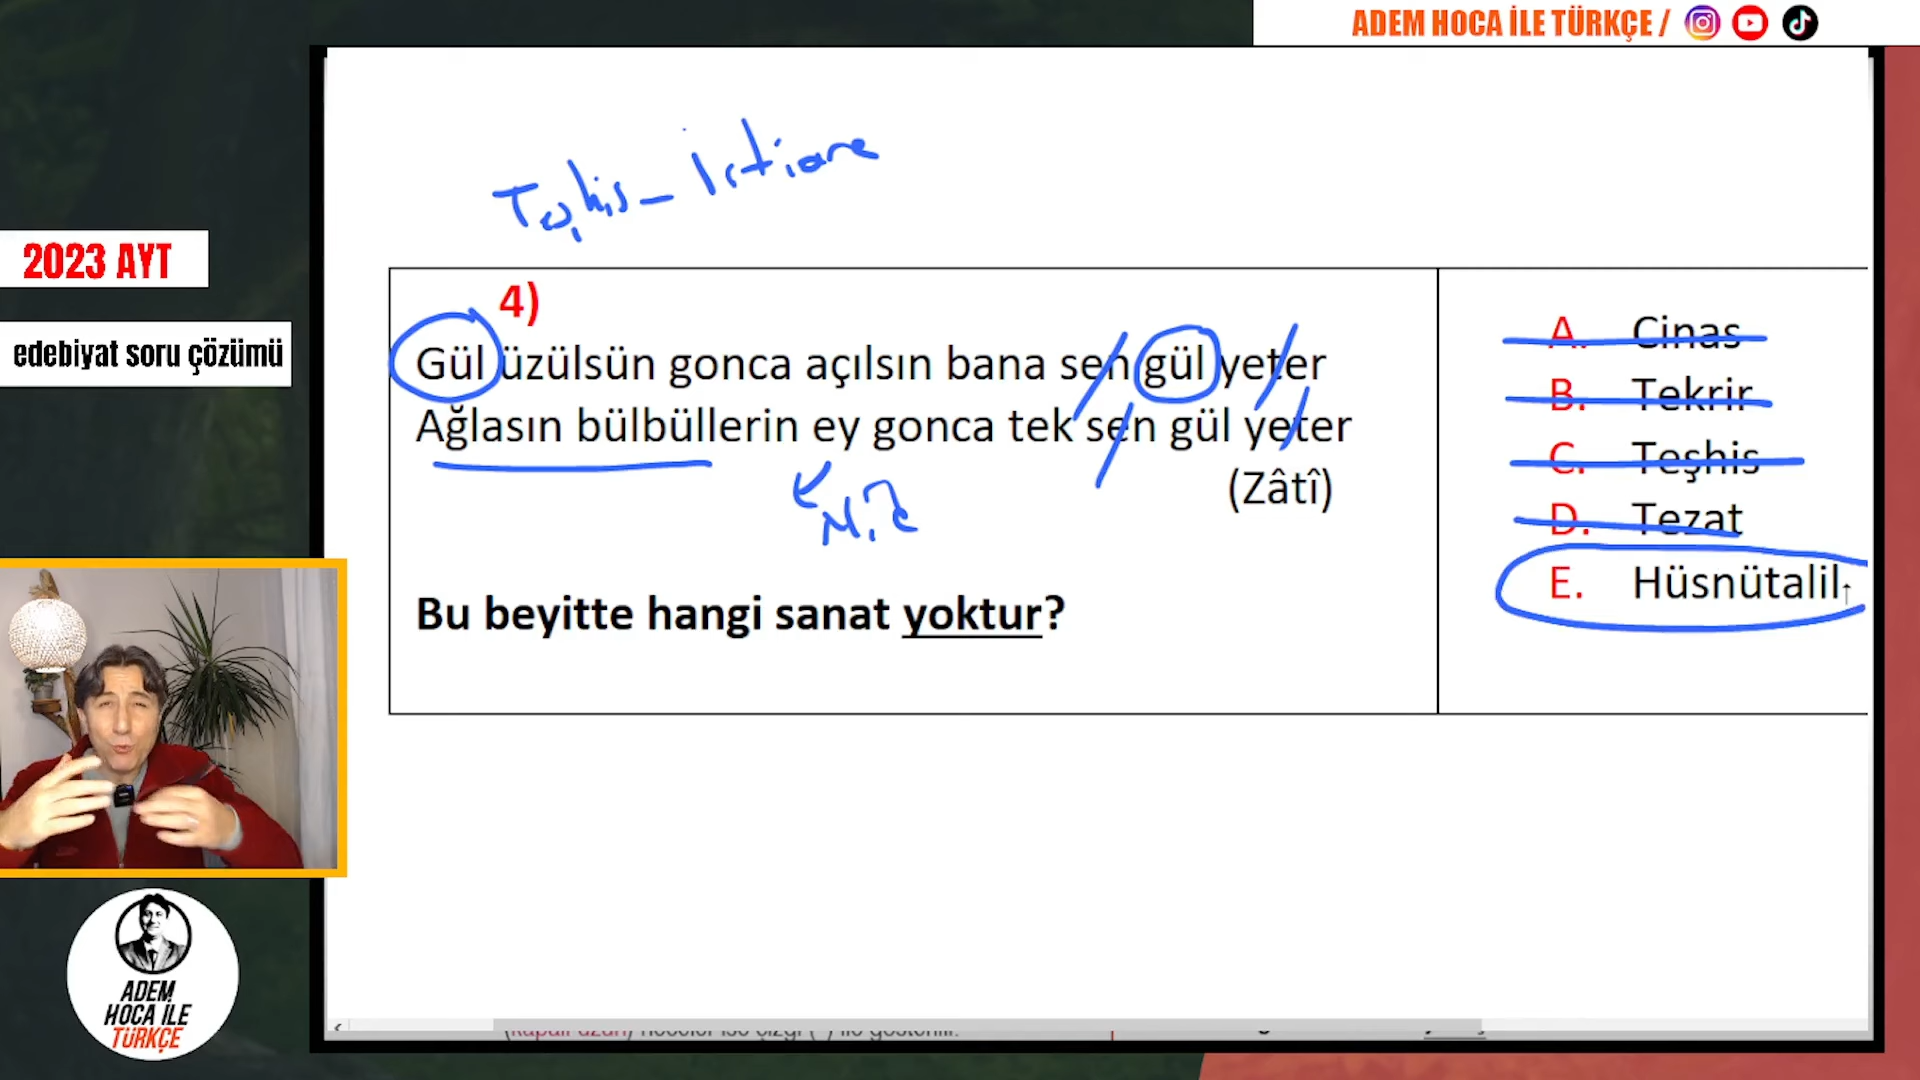 ADEM HOCA İLE TÜRKÇE /
Teşhis - İstiare
2023 AYT
edebiyat soru çözümü
4)
Gül üzülsün gonca açılsın bana sen gül yeter
Ağlasın bülbüllerin ey gonca tek sen gül yeter
(Zâtî)
Bu beyitte hangi sanat yoktur?
A. Cinas
B. Tekrir
C. Teşhis
D. Tezat
E. Hüsnütalil
ADEM
HOCA İLE
TÜRKÇE